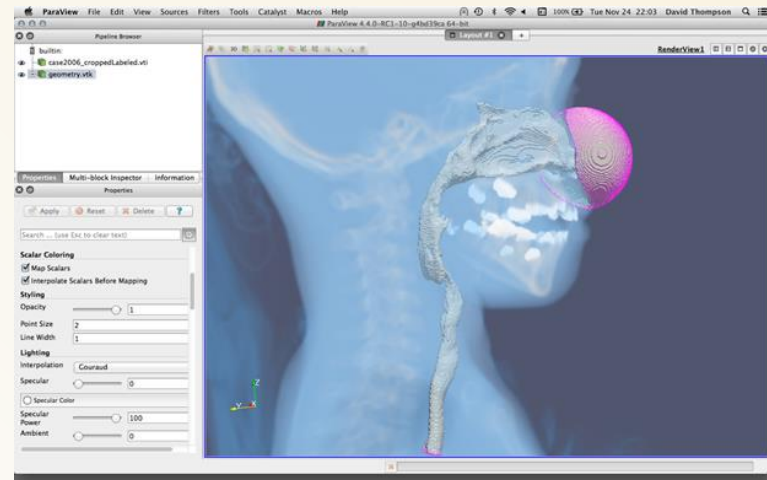 ParaView File Edit View Sources Filters Tools Catalyst Macros Help 100% Tue Nov 24 22:03 David Thompson
ParaView 4.4.0-RC1-10-g4bd39ca 64-bit
Pipeline Browser
Layout #1
builtin:
case2006_croppedLabeled.vti
geometry.vtk
3D
RenderView1
Properties Multi-block Inspector Information
Properties
Apply Reset Delete ?
Search ... (use Esc to clear text)
Scalar Coloring
Map Scalars
Interpolate Scalars Before Mapping
Styling
Opacity 1
Point Size 2
Line Width 1
Lighting
Interpolation Gouraud
Specular 0
Specular Color
Specular Power 100
Ambient 0
Z
Y X